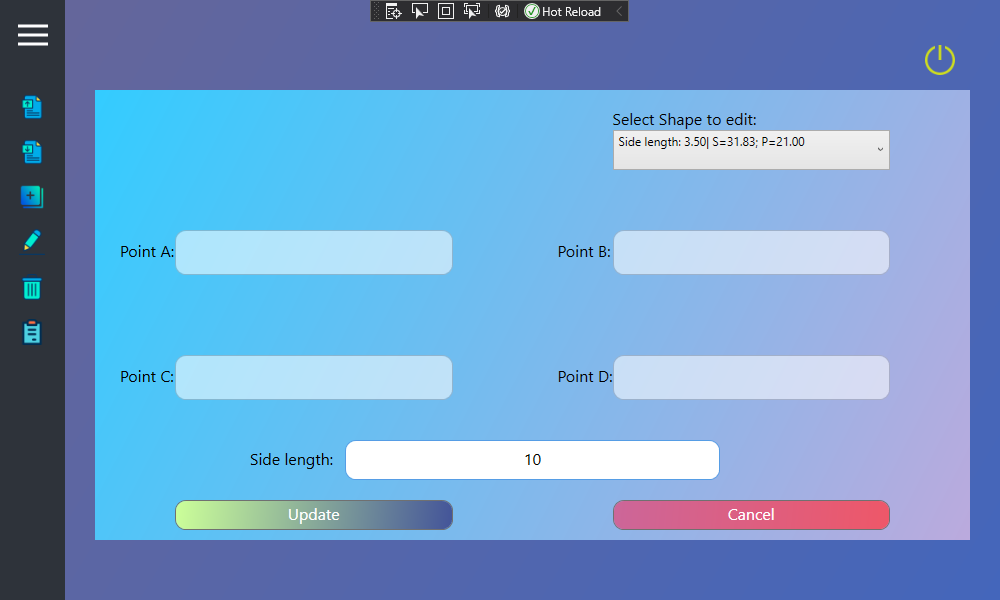 Hot Reload
Select Shape to edit:
Side length: 3.50| S=31.83; P=21.00
Point A:
Point B:
Point C:
Point D:
Side length:
10
Update
Cancel